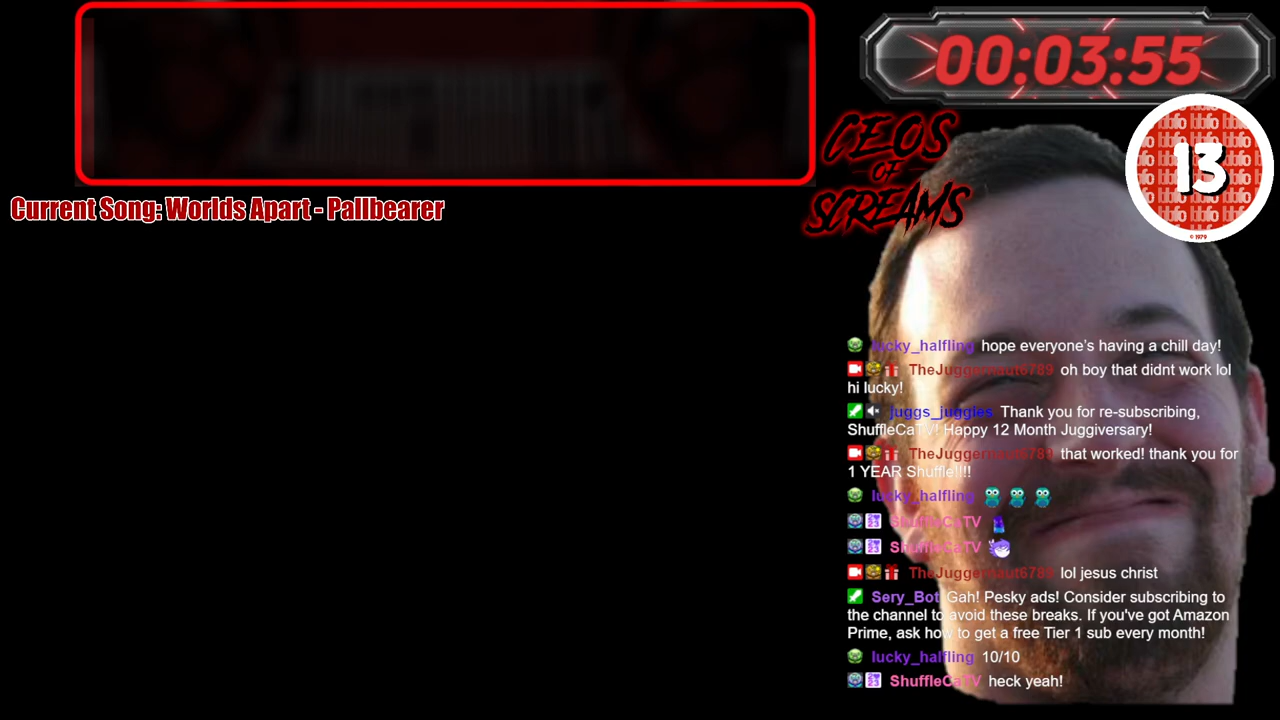 00:03:55
CEOS
OF
SCREAMS
13
© 1979
Current Song: Worlds Apart - Pallbearer
lucky_halfling hope everyone's having a chill day!
TheJuggernaut6789 oh boy that didnt work lol
hi lucky!
juggs_juggles Thank you for re-subscribing,
ShuffleCaTV! Happy 12 Month Juggiversary!
TheJuggernaut6789 that worked! thank you for
1 YEAR Shuffle!!!!
lucky_halfling
ShuffleCaTV
ShuffleCaTV
TheJuggernaut6789 lol jesus christ
Sery_Bot Gah! Pesky ads! Consider subscribing to
the channel to avoid these breaks. If you've got Amazon
Prime, ask how to get a free Tier 1 sub every month!
lucky_halfling 10/10
ShuffleCaTV heck yeah!